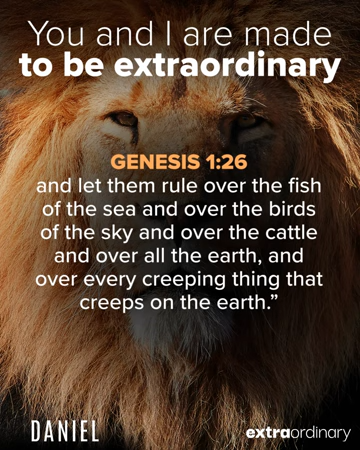 You and I are made
to be extraordinary
GENESIS 1:26
and let them rule over the fish
of the sea and over the birds
of the sky and over the cattle
and over all the earth, and
over every creeping thing that
creeps on the earth.”
DANIEL
extraordinary